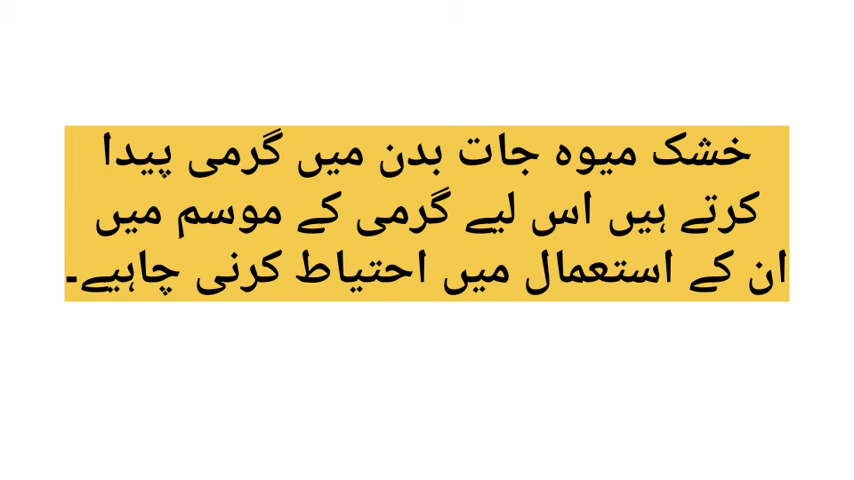 خشک میوہ جات بدن میں گرمی پیدا
کرتے ہیں اس لیے گرمی کے موسم میں
ان کے استعمال میں احتیاط کرنی چاہیے۔